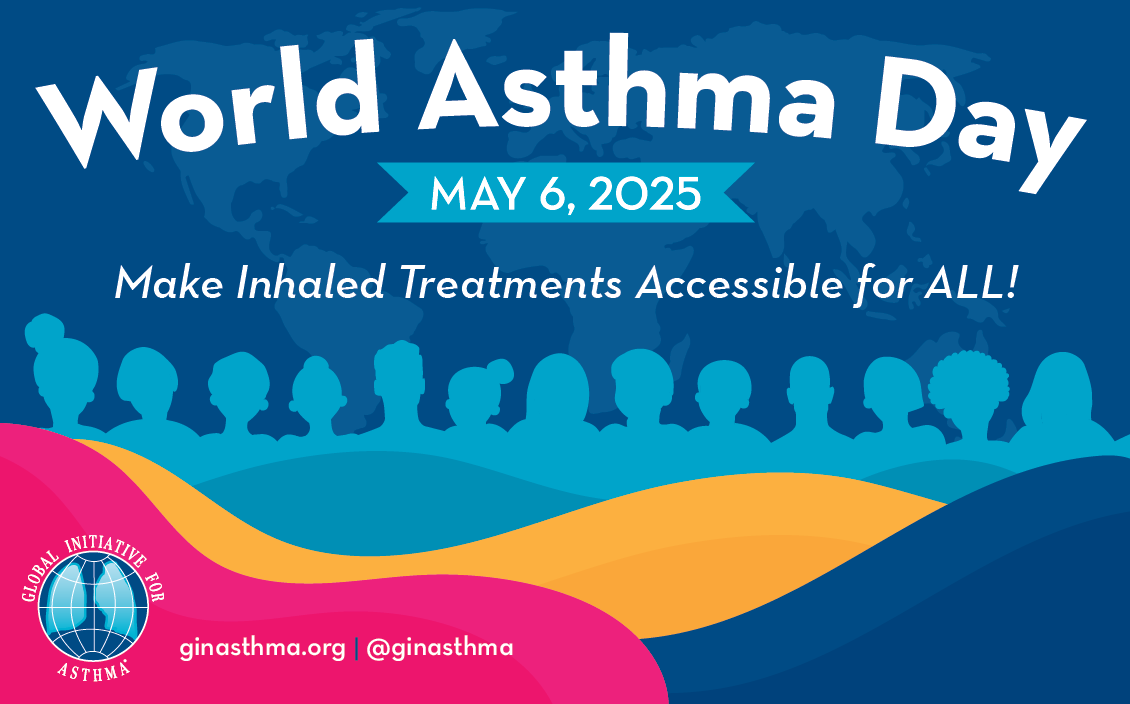 World Asthma Day
MAY 6, 2025
Make Inhaled Treatments Accessible for ALL!
GLOBAL INITIATIVE FOR
ASTHMA
ginasthma.org | @ginasthma